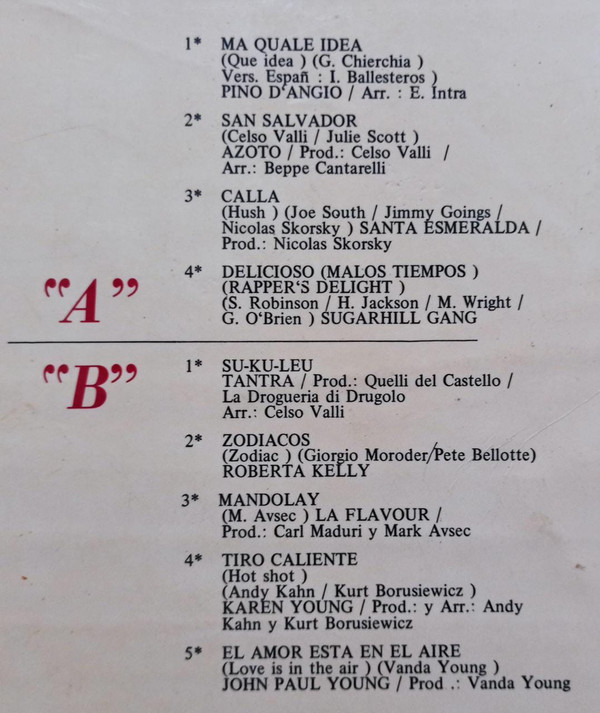 1* MA QUALE IDEA
(Que idea ) (G. Chierchia )
Vers. Españ : I. Ballesteros )
PINO D‘ANGIO / Arr. : E. Intra
2* SAN SALVADOR
(Celso Valli / Julie Scott )
AZOTO / Prod.: Celso Valli /
Arr.: Beppe Cantarelli
3* CALLA
(Hush ) (Joe South / Jimmy Goings /
Nicolas Skorsky ) SANTA ESMERALDA /
Prod.: Nicolas Skorsky
4* DELICIOSO (MALOS TIEMPOS )
(RAPPER‘S DELIGHT )
(S. Robinson / H. Jackson / M. Wright /
G. O‘Brien ) SUGARHILL GANG
“A”
“B”
1* SU-KU-LEU
TANTRA / Prod.: Quelli del Castello /
La Drogueria di Drugolo
Arr.: Celso Valli
2* ZODIACOS
(Zodiac ) (Giorgio Moroder/Pete Bellotte)
ROBERTA KELLY
3* MANDOLAY
(M. Avsec ) LA FLAVOUR /
Prod.: Carl Maduri y Mark Avsec
4* TIRO CALIENTE
(Hot shot )
(Andy Kahn / Kurt Borusiewicz )
KAREN YOUNG / Prod.: y Arr.: Andy
Kahn y Kurt Borusiewicz
5* EL AMOR ESTA EN EL AIRE
(Love is in the air ) (Vanda Young )
JOHN PAUL YOUNG / Prod .: Vanda Young